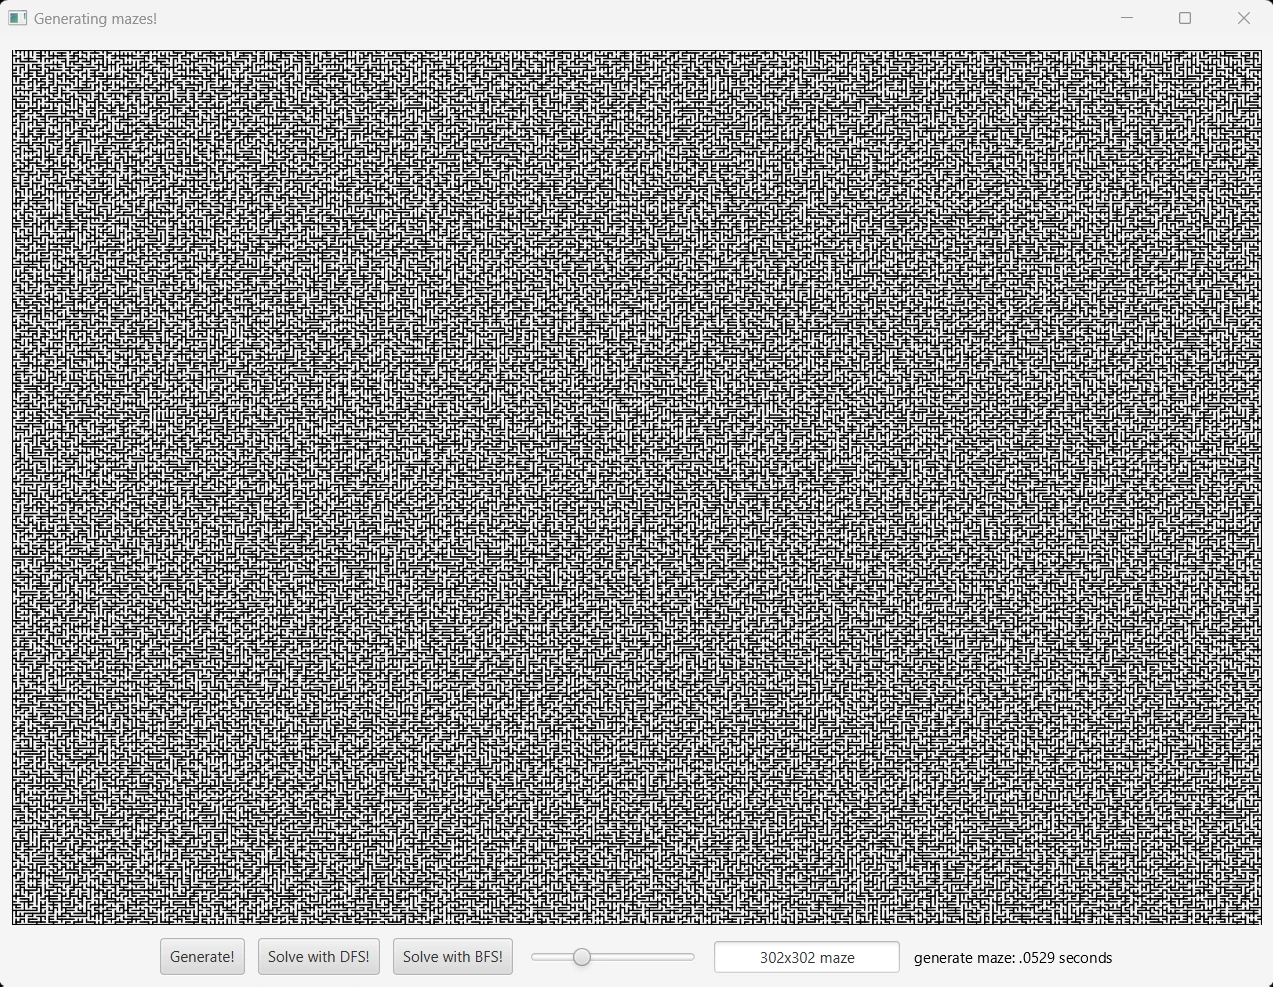 Generating mazes!
Generate!
Solve with DFS!
Solve with BFS!
302x302 maze
generate maze: .0529 seconds